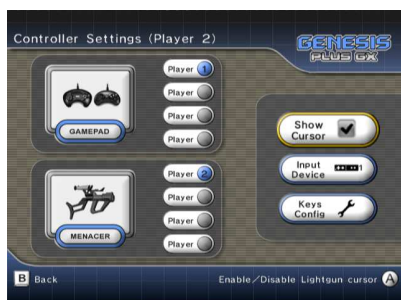 Controller Settings (Player 2)
GENESIS
PLUS GX
Player 1
Player
Player
Player
GAMEPAD
Player 2
Player
Player
Player
MENACER
Show
Cursor
Input
Device
Keys
Config
B Back
Enable/Disable Lightgun cursor A